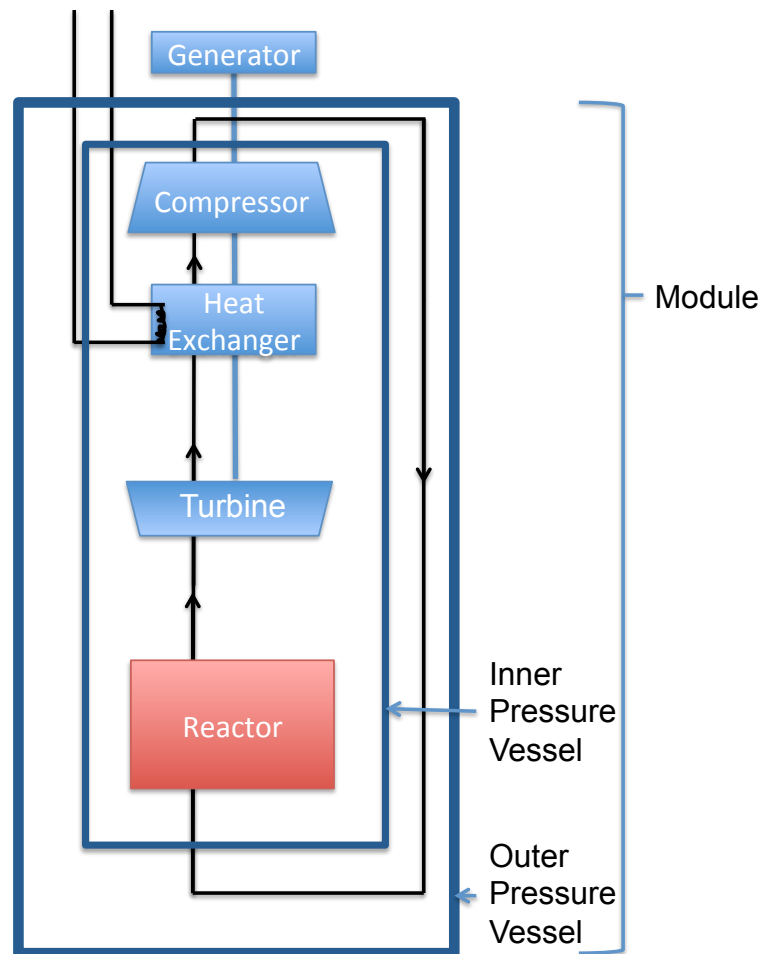 Generator
Compressor
Heat
Exchanger
Module
Turbine
Inner
Pressure
Vessel
Reactor
Outer
Pressure
Vessel